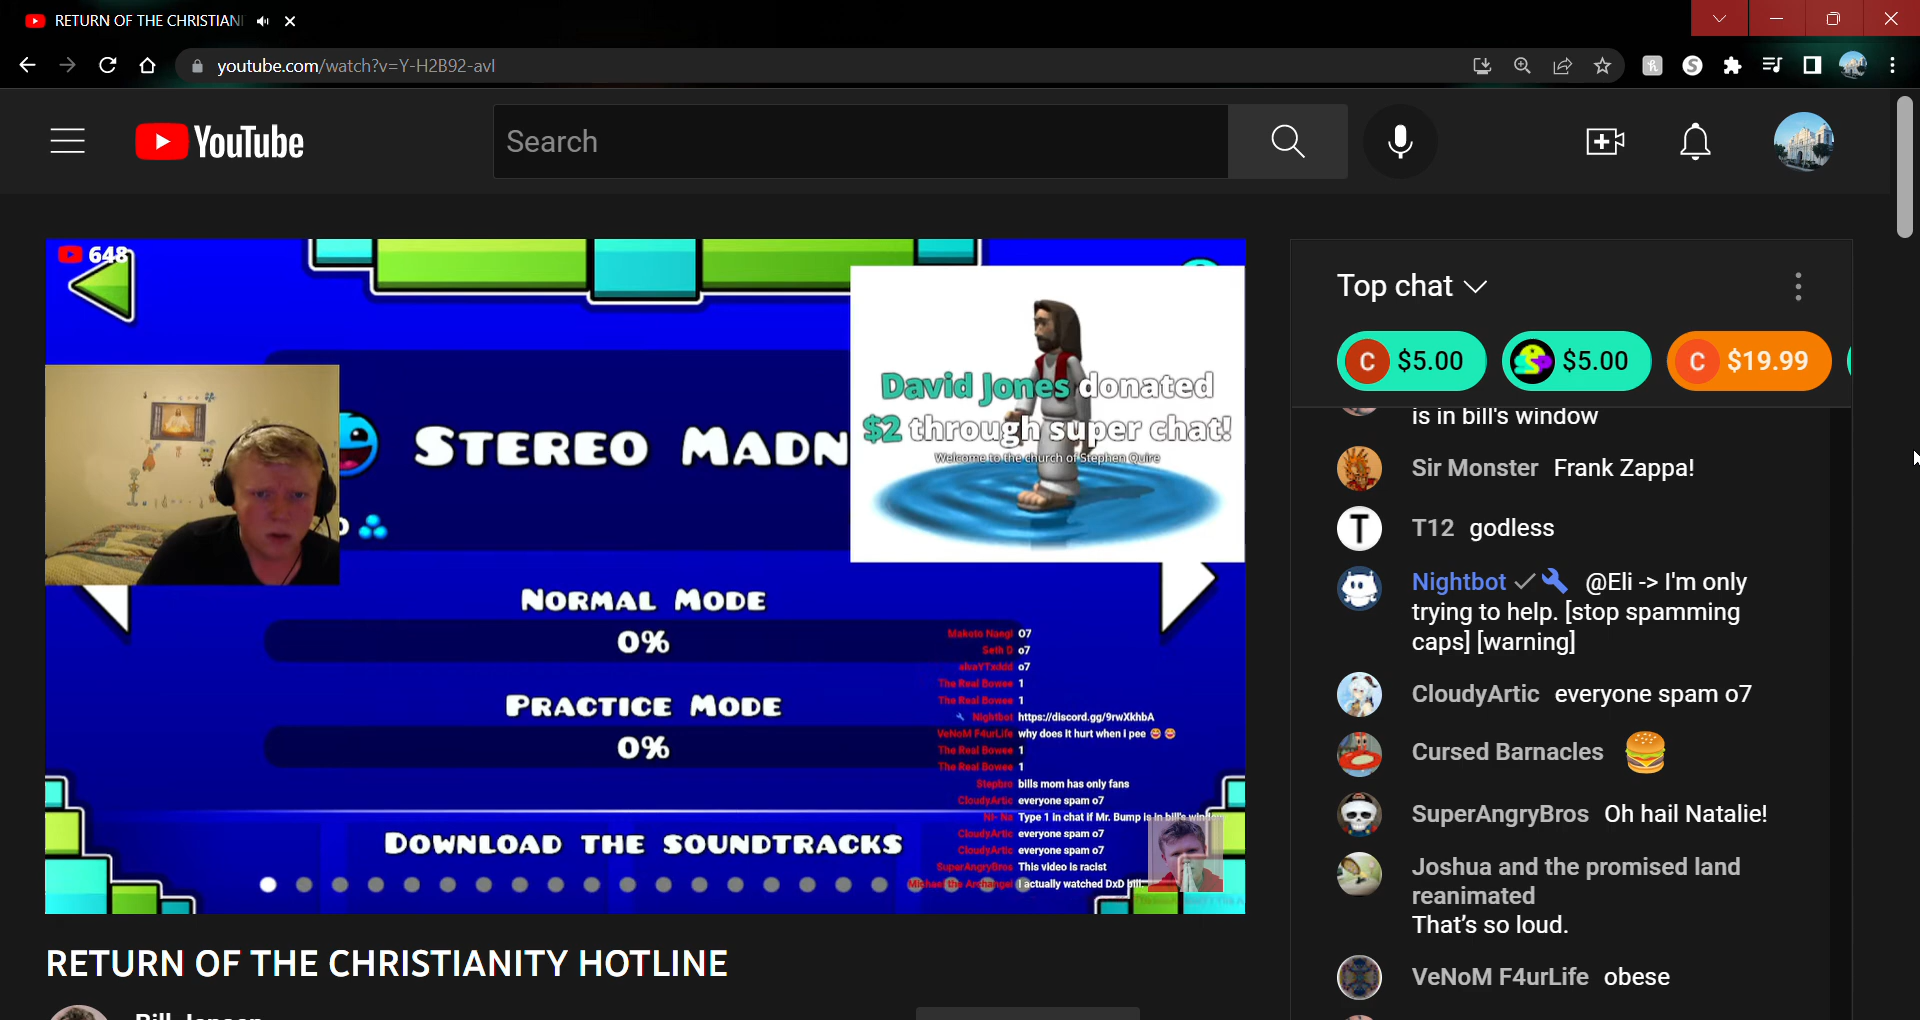 RETURN OF THE CHRISTIAN
youtube.com/watch?v=Y-H2B92-avI
YouTube
Search
648
STEREO MADN
David Jones donated
$2 through super chat!
Welcome to the church of Stephen Quire
NORMAL MODE
0%
PRACTICE MODE
0%
DOWNLOAD THE SOUNDTRACKS
Makoto Nangi O7
Seth D o7
alvaYTxddd o7
The Real Bowee 1
The Real Bowee 1
Nightbot https://discord.gg/9rwXkhbA
VeNoM F4urLife why does It hurt when I pee
The Real Bowee 1
The Real Bowee 1
Stepbro bills mom has only fans
CloudyArtic everyone spam o7
Ni- Na Type 1 in chat if Mr. Bump is in bill's window
CloudyArtic everyone spam o7
CloudyArtic everyone spam o7
SuperAngryBros This video is racist
Michael the Archangel I actually watched DxD bill
RETURN OF THE CHRISTIANITY HOTLINE
Top chat
C $5.00 $5.00 C $19.99
is in bill's window
Sir Monster Frank Zappa!
T T12 godless
Nightbot @Eli -> I'm only
trying to help. [stop spamming
caps] [warning]
CloudyArtic everyone spam o7
Cursed Barnacles 🍔
SuperAngryBros Oh hail Natalie!
Joshua and the promised land
reanimated
That's so loud.
VeNoM F4urLife obese